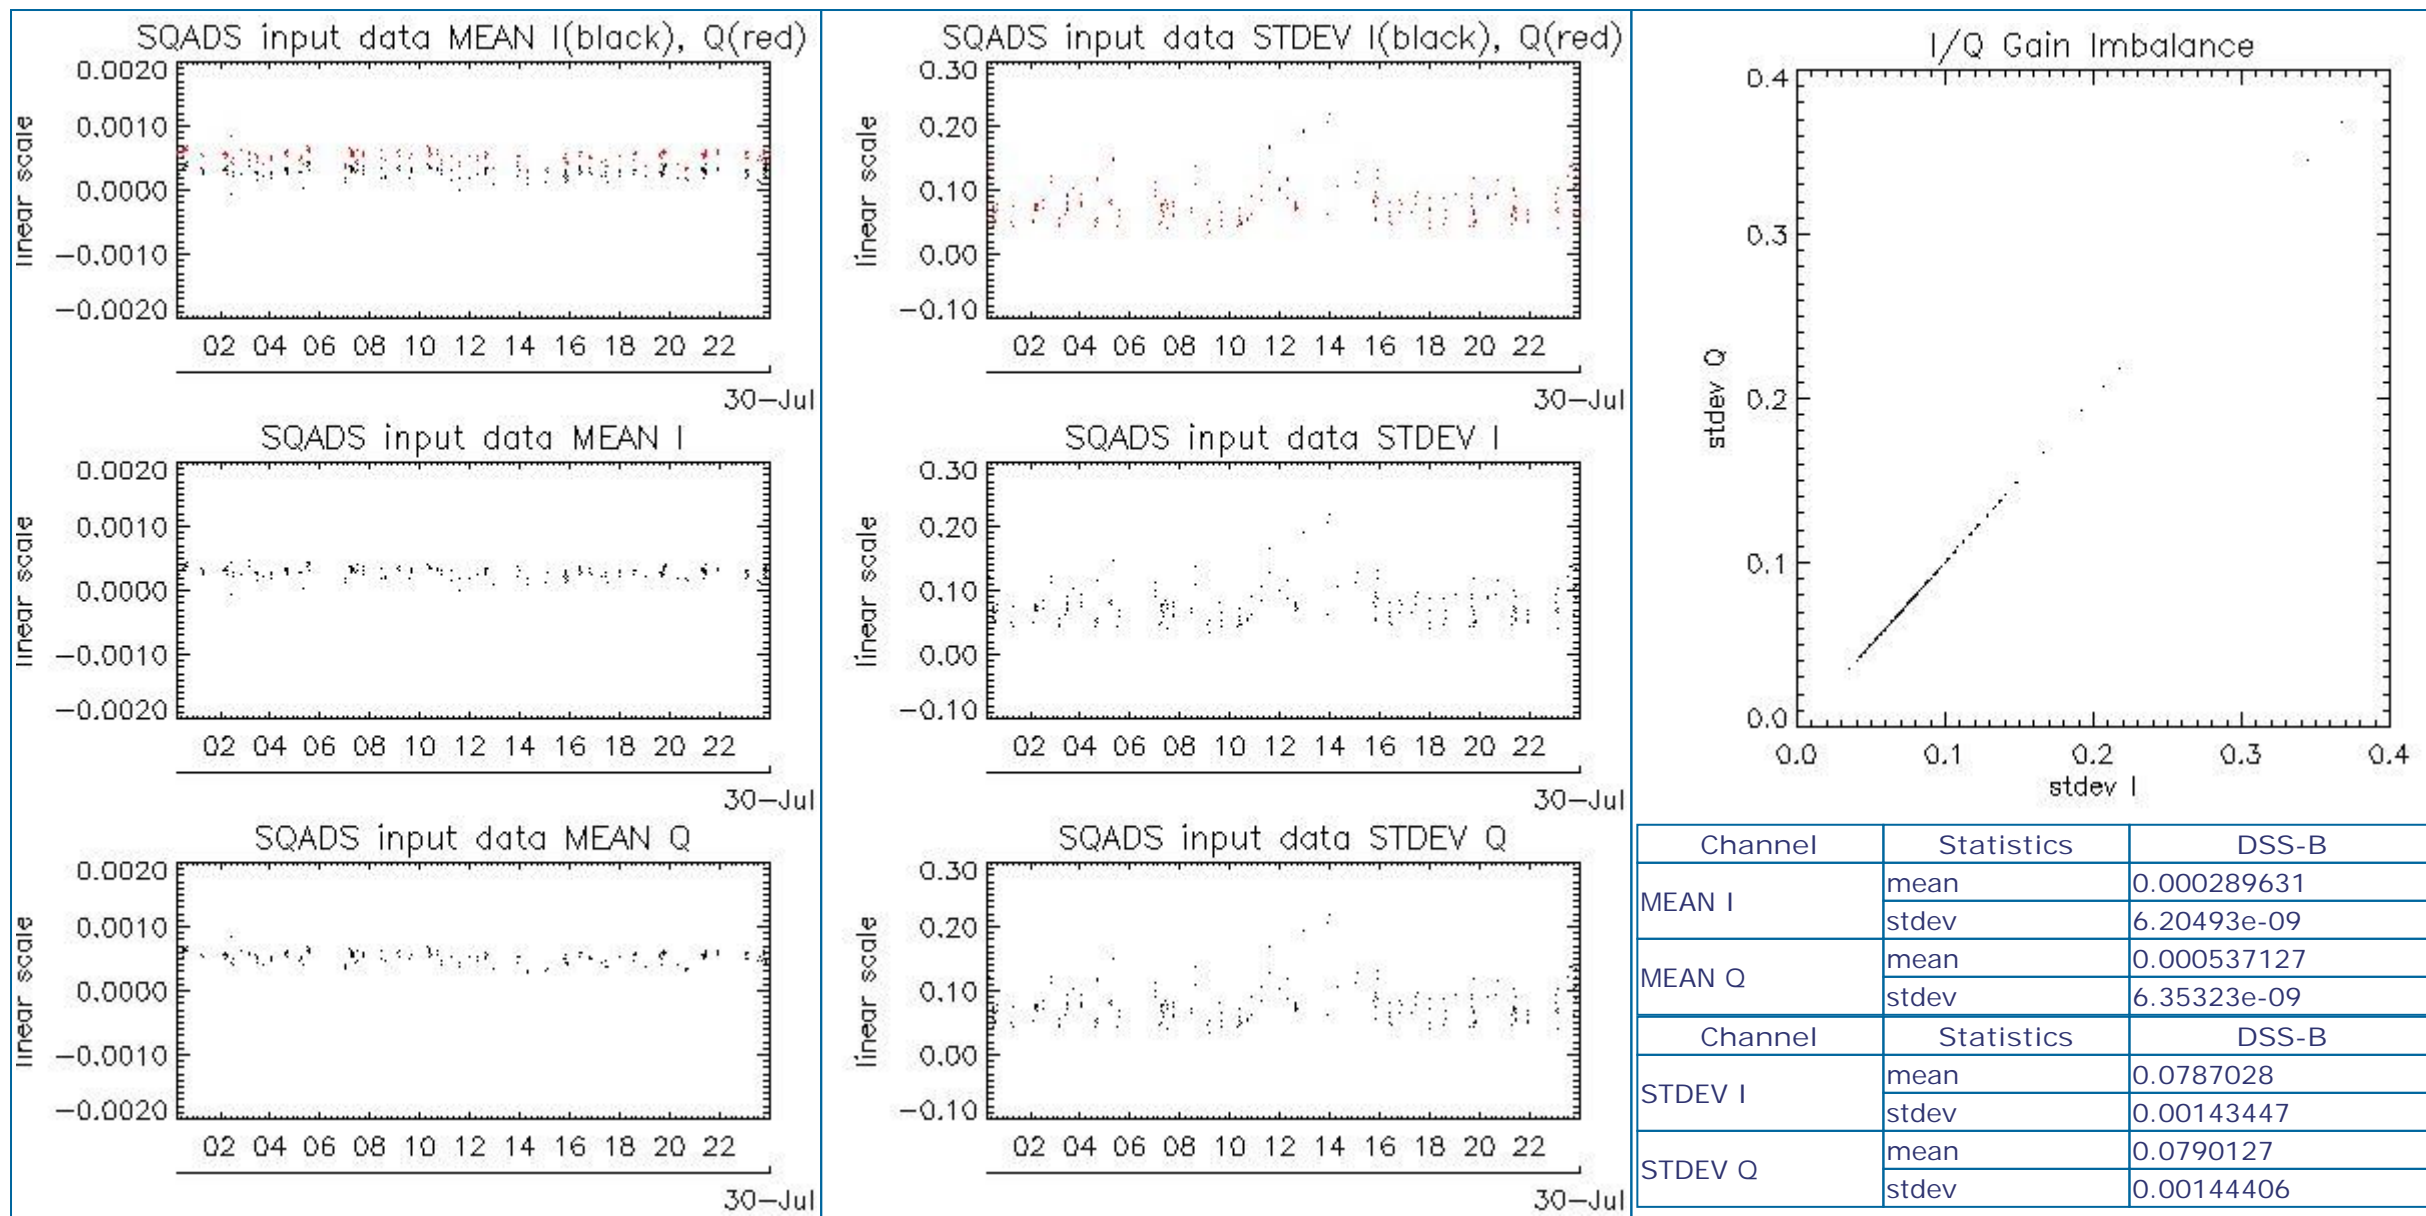 SQADS input data MEAN I(black), Q(red)
0.0020
0.0010
0.0000
−0.0010
−0.0020
linear scale
02 04 06 08 10 12 14 16 18 20 22
30−Jul
SQADS input data MEAN I
0.0020
0.0010
0.0000
−0.0010
−0.0020
linear scale
02 04 06 08 10 12 14 16 18 20 22
30−Jul
SQADS input data MEAN Q
0.0020
0.0010
0.0000
−0.0010
−0.0020
linear scale
02 04 06 08 10 12 14 16 18 20 22
30−Jul
SQADS input data STDEV I(black), Q(red)
0.30
0.20
0.10
0.00
−0.10
linear scale
02 04 06 08 10 12 14 16 18 20 22
30−Jul
SQADS input data STDEV I
0.30
0.20
0.10
0.00
−0.10
linear scale
02 04 06 08 10 12 14 16 18 20 22
30−Jul
SQADS input data STDEV Q
0.30
0.20
0.10
0.00
−0.10
linear scale
02 04 06 08 10 12 14 16 18 20 22
30−Jul
I/Q Gain Imbalance
0.4
0.3
0.2
0.1
0.0
stdev Q
0.0 0.1 0.2 0.3 0.4
stdev I
Channel Statistics DSS-B
MEAN I mean 0.000289631
stdev 6.20493e-09
MEAN Q mean 0.000537127
stdev 6.35323e-09
Channel Statistics DSS-B
STDEV I mean 0.0787028
stdev 0.00143447
STDEV Q mean 0.0790127
stdev 0.00144406